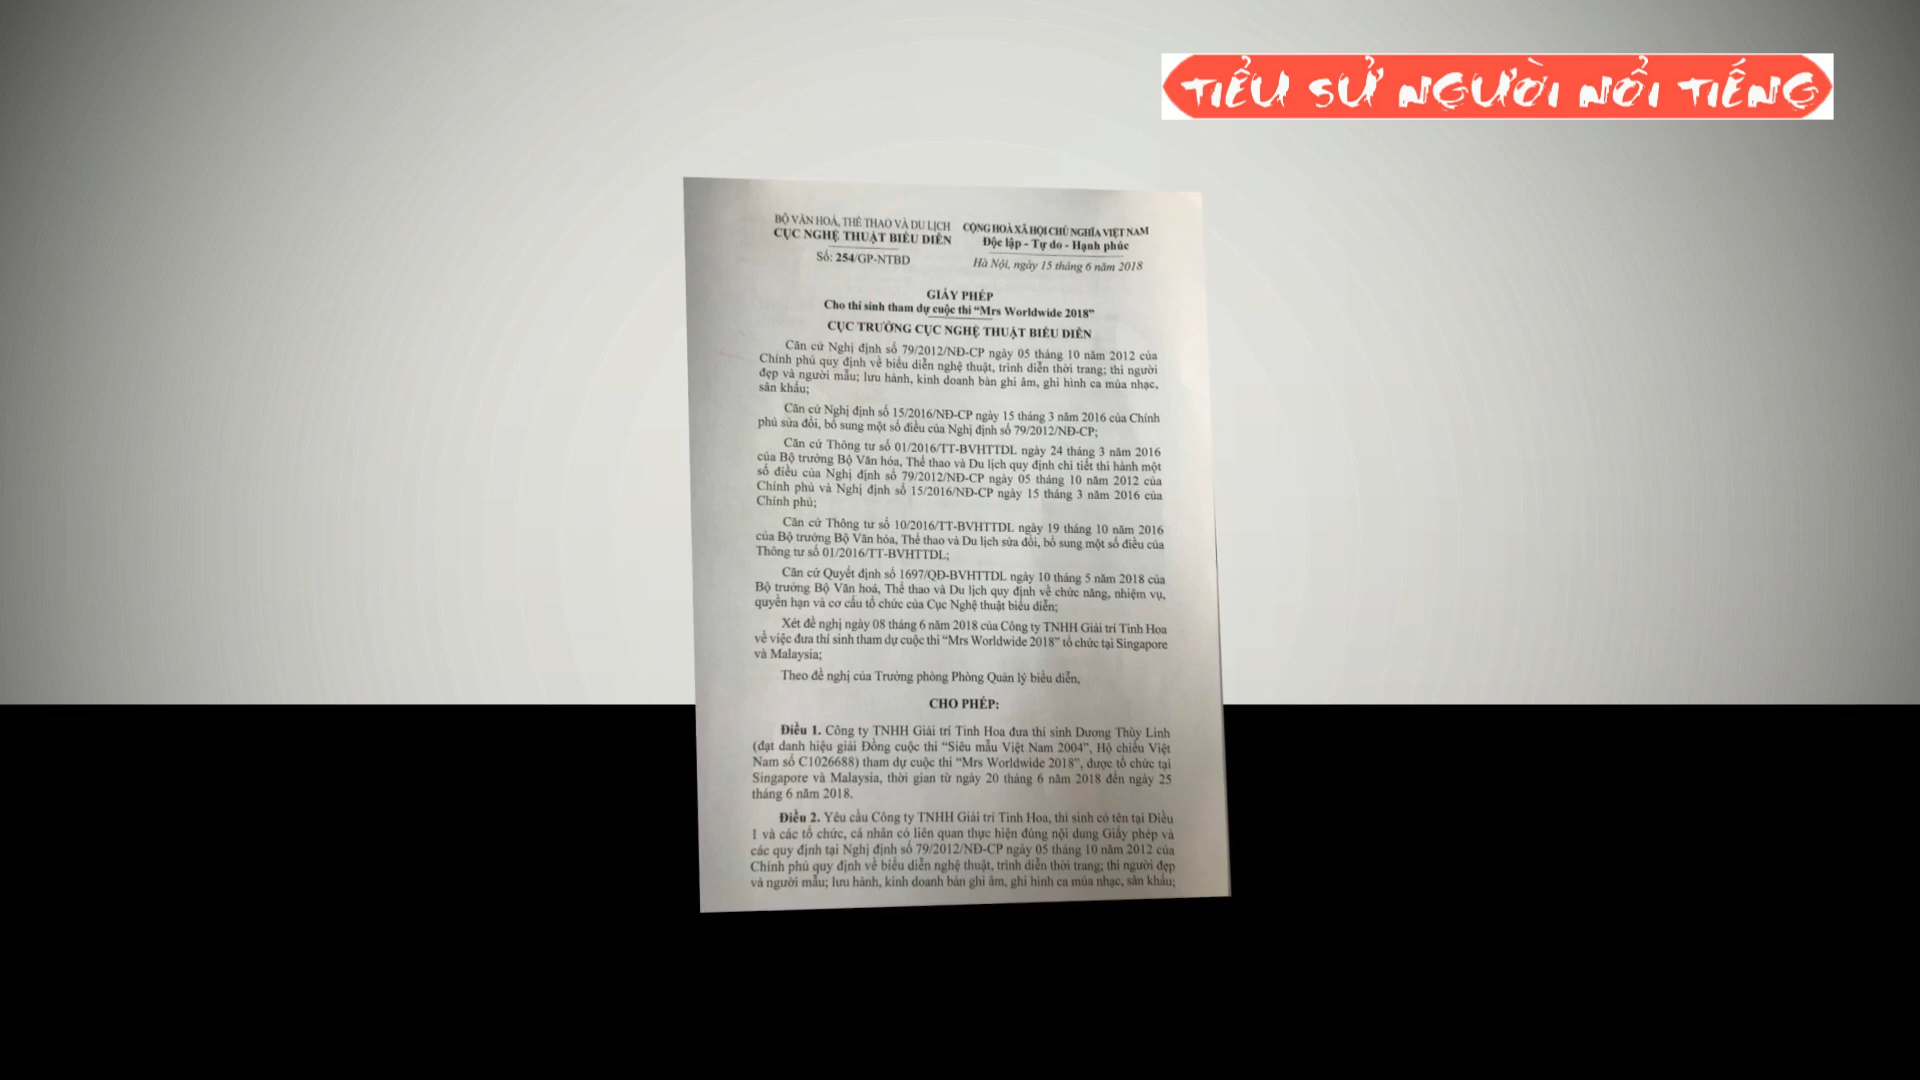 TIỂU SỬ NGƯỜI NỔI TIẾNG
BỘ VĂN HOÁ, THỂ THAO VÀ DU LỊCH
CỤC NGHỆ THUẬT BIỂU DIỄN
Số: 254/GP-NTBD
CỘNG HOÀ XÃ HỘI CHỦ NGHĨA VIỆT NAM
Độc lập - Tự do - Hạnh phúc
Hà Nội, ngày 15 tháng 6 năm 2018
GIẤY PHÉP
Cho thí sinh tham dự cuộc thi “Mrs Worldwide 2018”
CỤC TRƯỞNG CỤC NGHỆ THUẬT BIỂU DIỄN
Căn cứ Nghị định số 79/2012/NĐ-CP ngày 05 tháng 10 năm 2012 của
Chính phủ quy định về biểu diễn nghệ thuật, trình diễn thời trang; thi người
đẹp và người mẫu; lưu hành, kinh doanh bản ghi âm, ghi hình ca múa nhạc,
sân khấu;
Căn cứ Nghị định số 15/2016/NĐ-CP ngày 15 tháng 3 năm 2016 của Chính
phủ sửa đổi, bổ sung một số điều của Nghị định số 79/2012/NĐ-CP;
Căn cứ Thông tư số 01/2016/TT-BVHTTDL ngày 24 tháng 3 năm 2016
của Bộ trưởng Bộ Văn hóa, Thể thao và Du lịch quy định chi tiết thi hành một
số điều của Nghị định số 79/2012/NĐ-CP ngày 05 tháng 10 năm 2012 của
Chính phủ và Nghị định số 15/2016/NĐ-CP ngày 15 tháng 3 năm 2016 của
Chính phủ;
Căn cứ Thông tư số 10/2016/TT-BVHTTDL ngày 19 tháng 10 năm 2016
của Bộ trưởng Bộ Văn hóa, Thể thao và Du lịch sửa đổi, bổ sung một số điều của
Thông tư số 01/2016/TT-BVHTTDL;
Căn cứ Quyết định số 1697/QĐ-BVHTTDL ngày 10 tháng 5 năm 2018 của
Bộ trưởng Bộ Văn hoá, Thể thao và Du lịch quy định về chức năng, nhiệm vụ,
quyền hạn và cơ cấu tổ chức của Cục Nghệ thuật biểu diễn;
Xét đề nghị ngày 08 tháng 6 năm 2018 của Công ty TNHH Giải trí Tinh Hoa
về việc đưa thí sinh tham dự cuộc thi “Mrs Worldwide 2018” tổ chức tại Singapore
và Malaysia;
Theo đề nghị của Trưởng phòng Phòng Quản lý biểu diễn,
CHO PHÉP:
Điều 1. Công ty TNHH Giải trí Tinh Hoa đưa thí sinh Dương Thùy Linh
(đạt danh hiệu giải Đồng cuộc thi “Siêu mẫu Việt Nam 2004”, Hộ chiếu Việt
Nam số C1026688) tham dự cuộc thi “Mrs Worldwide 2018”, được tổ chức tại
Singapore và Malaysia, thời gian từ ngày 20 tháng 6 năm 2018 đến ngày 25
tháng 6 năm 2018.
Điều 2. Yêu cầu Công ty TNHH Giải trí Tinh Hoa, thí sinh có tên tại Điều
1 và các tổ chức, cá nhân có liên quan thực hiện đúng nội dung Giấy phép và
các quy định tại Nghị định số 79/2012/NĐ-CP ngày 05 tháng 10 năm 2012 của
Chính phủ quy định về biểu diễn nghệ thuật, trình diễn thời trang; thi người đẹp
và người mẫu; lưu hành, kinh doanh bản ghi âm, ghi hình ca múa nhạc, sân khấu;